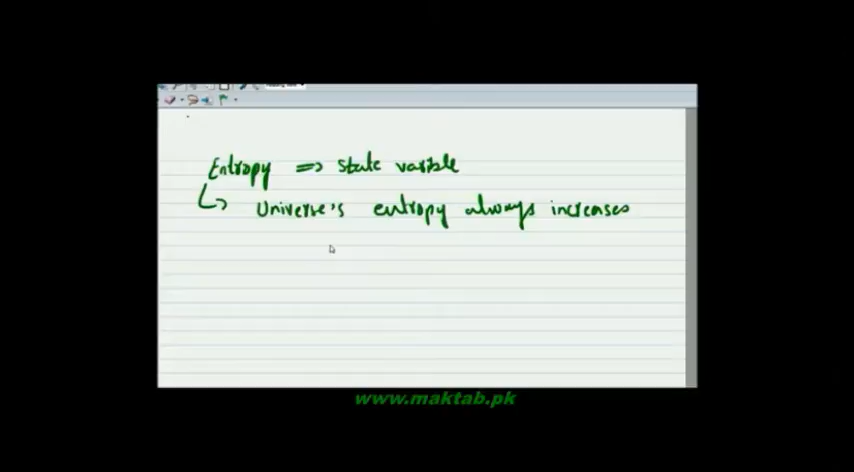 Entropy => state variable
↳ Universe's entropy always increases
www.maktab.pk